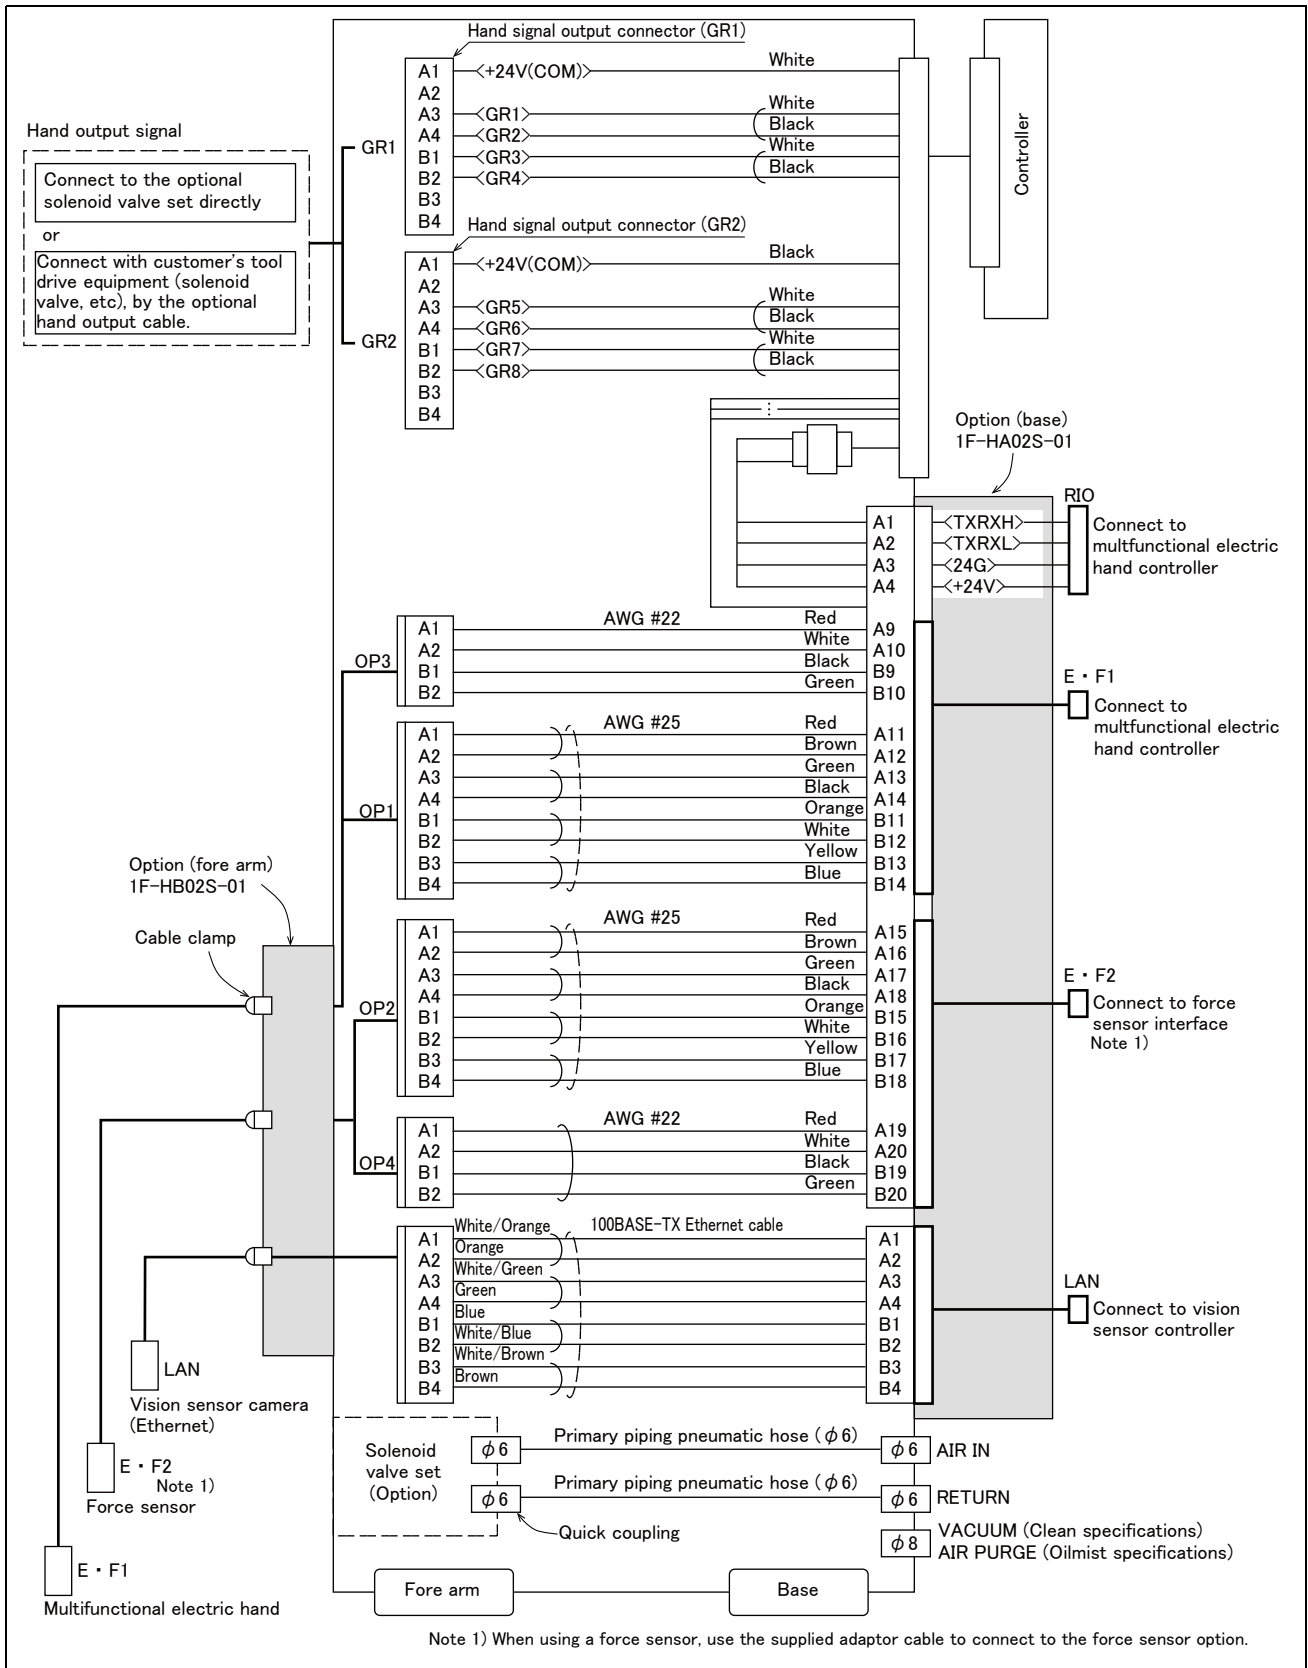 Hand signal output connector (GR1)
A1 <+24V(COM)> White
A2
A3 <GR1> White
A4 <GR2> Black
B1 <GR3> White
B2 <GR4> Black
B3
B4
GR1
Controller
Hand output signal
Connect to the optional
solenoid valve set directly
or
Connect with customer's tool
drive equipment (solenoid
valve, etc), by the optional
hand output cable.
Hand signal output connector (GR2)
A1 <+24V(COM)> Black
A2
A3 <GR5> White
A4 <GR6> Black
B1 <GR7> White
B2 <GR8> Black
B3
B4
GR2
Option (base)
1F-HA02S-01
RIO
A1 <TXRXH>
A2 <TXRXL>
A3 <24G>
A4 <+24V>
Connect to
multfunctional electric
hand controller
OP3
AWG #22
A1 Red A9
A2 White A10
B1 Black B9
B2 Green B10
E・F1
Connect to
multfunctional electric
hand controller
OP1
AWG #25
A1 Red A11
A2 Brown A12
A3 Green A13
A4 Black A14
B1 Orange B11
B2 White B12
B3 Yellow B13
B4 Blue B14
Option (fore arm)
1F-HB02S-01
Cable clamp
OP2
AWG #25
A1 Red A15
A2 Brown A16
A3 Green A17
A4 Black A18
B1 Orange B15
B2 White B16
B3 Yellow B17
B4 Blue B18
E・F2
Connect to force
sensor interface
Note 1)
OP4
AWG #22
A1 Red A19
A2 White A20
B1 Black B19
B2 Green B20
100BASE-TX Ethernet cable
A1 White/Orange A1
A2 Orange A2
A3 White/Green A3
A4 Green A4
B1 Blue B1
B2 White/Blue B2
B3 White/Brown B3
B4 Brown B4
LAN
Connect to vision
sensor controller
LAN
Vision sensor camera
(Ethernet)
E・F2
Note 1)
Force sensor
E・F1
Multifunctional electric hand
Solenoid
valve set
(Option)
φ6 Primary piping pneumatic hose (φ6) φ6 AIR IN
φ6 Primary piping pneumatic hose (φ6) φ6 RETURN
Quick coupling
φ8 VACUUM (Clean specifications)
AIR PURGE (Oilmist specifications)
Fore arm
Base
Note 1) When using a force sensor, use the supplied adaptor cable to connect to the force sensor option.